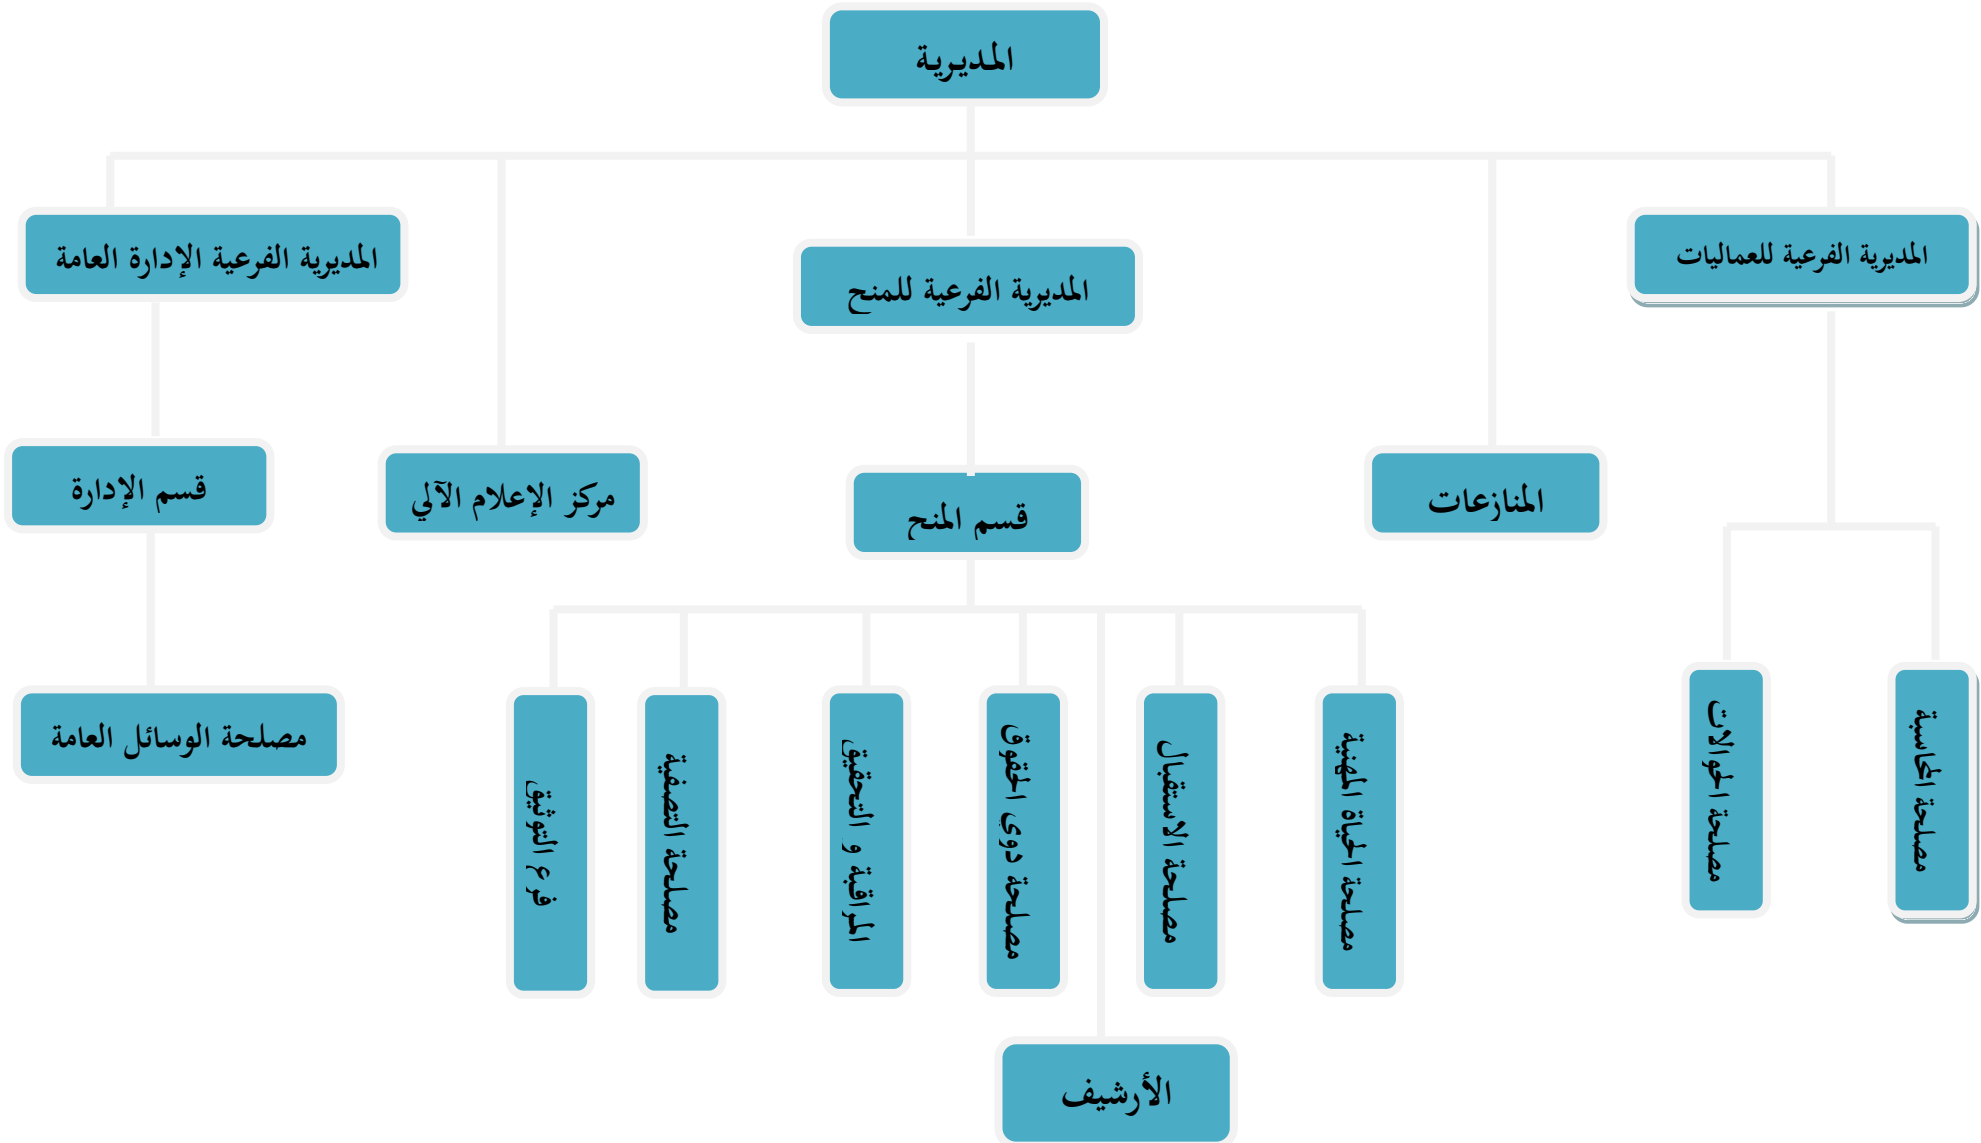 المديرية
المديرية الفرعية للعماليات
المديرية الفرعية للمنح
المديرية الفرعية الإدارة العامة
المنازعات
قسم المنح
مركز الإعلام الآلي
قسم الإدارة
مصلحة المحاسبة
مصلحة الحوالات
مصلحة الحياة المهنية
مصلحة الاستقبال
مصلحة دوي الحقوق
المراقبة و التحقيق
مصلحة التصفية
فرع التوثيق
مصلحة الوسائل العامة
الأرشيف